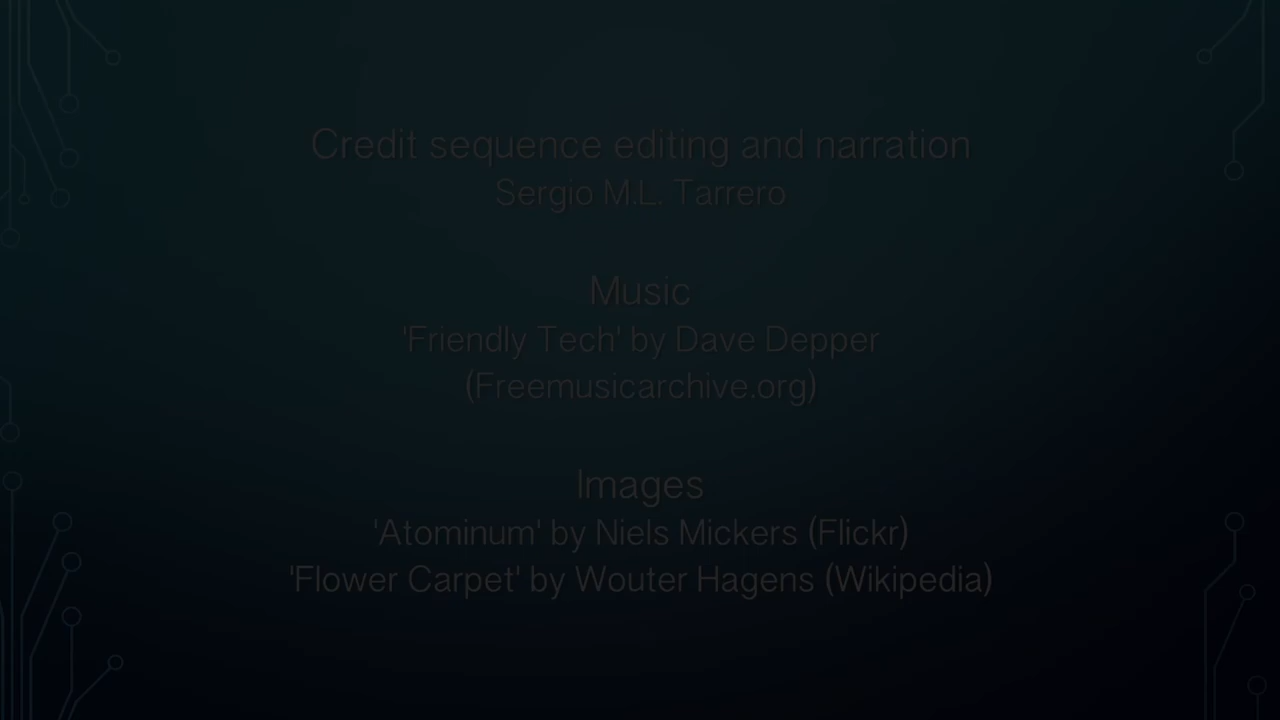 Credit sequence editing and narration
Sergio M.L. Tarrero
Music
'Friendly Tech' by Dave Depper
(Freemusicarchive.org)
Images
'Atominum' by Niels Mickers (Flickr)
'Flower Carpet' by Wouter Hagens (Wikipedia)